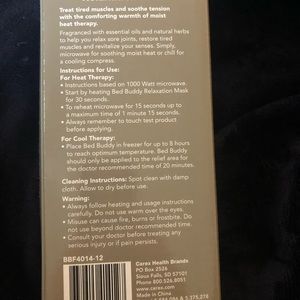 Treat tired muscles and soothe tension
with the comforting warmth of moist
heat therapy.
Fragranced with essential oils and natural herbs
to help you relax sore joints, restore tired
muscles and revitalize your senses. Simply,
microwave for soothing moist heat or chill for
a cooling compress.
Instructions for Use:
For Heat Therapy:
• Instructions based on 1000 Watt microwave.
• Start by heating Bed Buddy Relaxation Mask
for 30 seconds.
• To reheat microwave for 15 seconds up to
a maximum time of 1 minute 15 seconds.
• Always remember to touch test product
before applying.
For Cool Therapy:
• Place Bed Buddy in freezer for up to 8 hours
to reach optimum temperature. Bed Buddy
should only be applied to the relief area for
the doctor recommended time of 20 minutes.
Cleaning Instructions: Spot clean with damp
cloth. Allow to dry before use.
Warning:
• Always follow heating and usage instructions
carefully. Do not use warm over the eyes.
• Misuse can cause fire, burns or frostbite. Do
not use beyond doctor recommended time.
• Consult your doctor before treating any
serious injury or if pain persists.
BBF4014-12
Carex Health Brands
PO Box 2526
Sioux Falls, SD 57101
Phone 800.526.8051
www.carex.com
Made in China